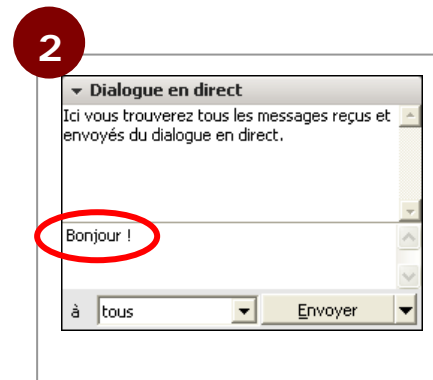 2
Dialogue en direct
Ici vous trouverez tous les messages reçus et
envoyés du dialogue en direct.
Bonjour !
à tous Envoyer